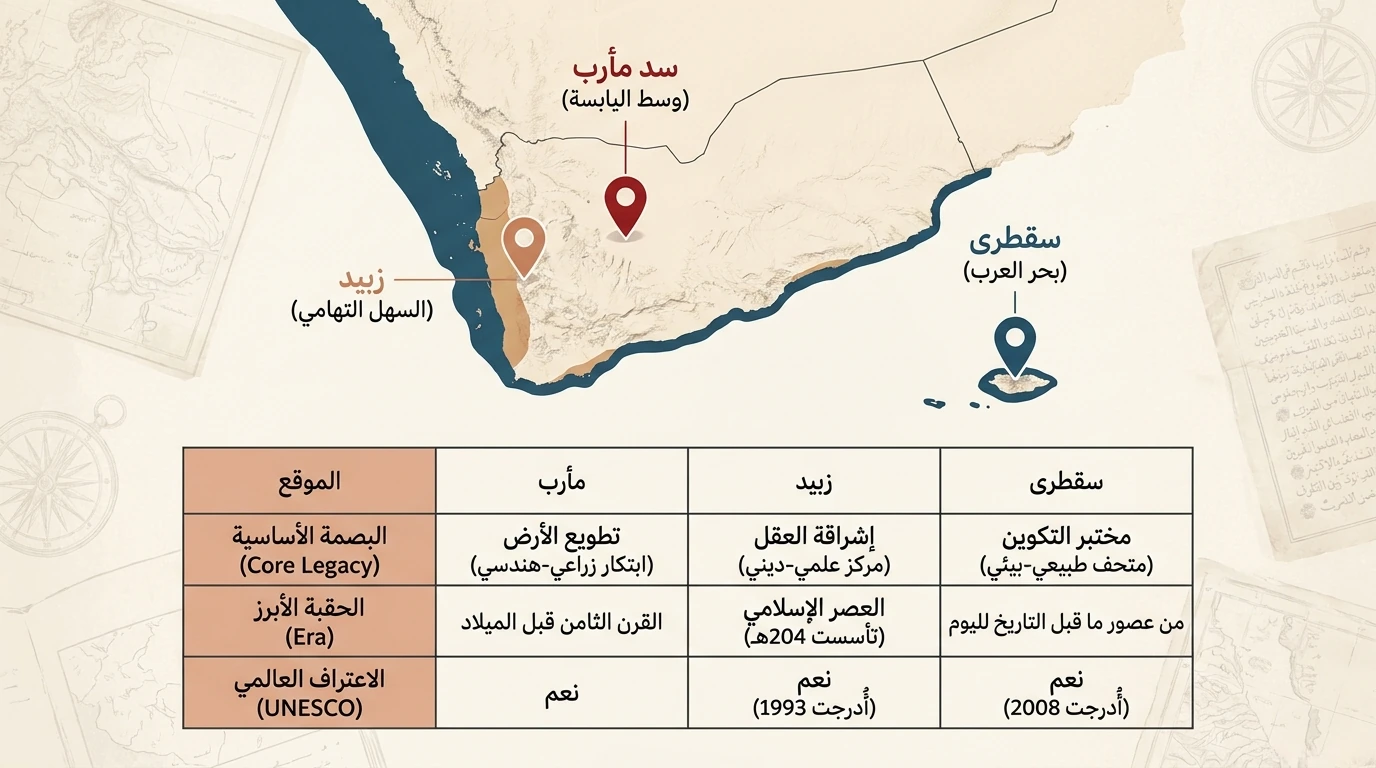 سد مأرب
(وسط اليابسة)
سقطرى
(بحر العرب)
زبيد
(السهل التهامي)
الموقع
مأرب
زبيد
سقطرى
البصمة الأساسية
(Core Legacy)
تطويع الأرض
(ابتكار زراعي-هندسي)
إشراقة العقل
(مركز علمي-ديني)
مختبر التكوين
(متحف طبيعي-بيئي)
الحقبة الأبرز
(Era)
القرن الثامن قبل الميلاد
العصر الإسلامي
(تأسست 204هـ)
من عصور ما قبل التاريخ لليوم
الاعتراف العالمي
(UNESCO)
نعم
نعم
(أُدرجت 1993)
نعم
(أُدرجت 2008)